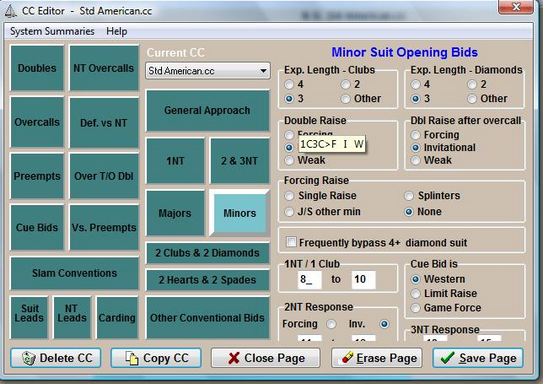 CC Editor - Std American.cc
System Summaries Help
Doubles
NT Overcalls
Overcalls
Def. vs NT
Preempts
Over T/O Dbl
Cue Bids
Vs. Preempts
Slam Conventions
Suit Leads
NT Leads
Carding
Current CC
Std American.cc
General Approach
1NT
2 & 3NT
Majors
Minors
2 Clubs & 2 Diamonds
2 Hearts & 2 Spades
Other Conventional Bids
Minor Suit Opening Bids
Exp. Length - Clubs
4 2
3 Other
Exp. Length - Diamonds
4 2
3 Other
Double Raise
Forcing
1C3C>F I W
Weak
Dbl Raise after overcall
Forcing
Invitational
Weak
Forcing Raise
Single Raise Splinters
J/S other min None
Frequently bypass 4+ diamond suit
1NT / 1 Club
8_ to 10
Cue Bid is
Western
Limit Raise
Game Force
2NT Response
Forcing Inv.
3NT Response
Delete CC
Copy CC
Close Page
Erase Page
Save Page